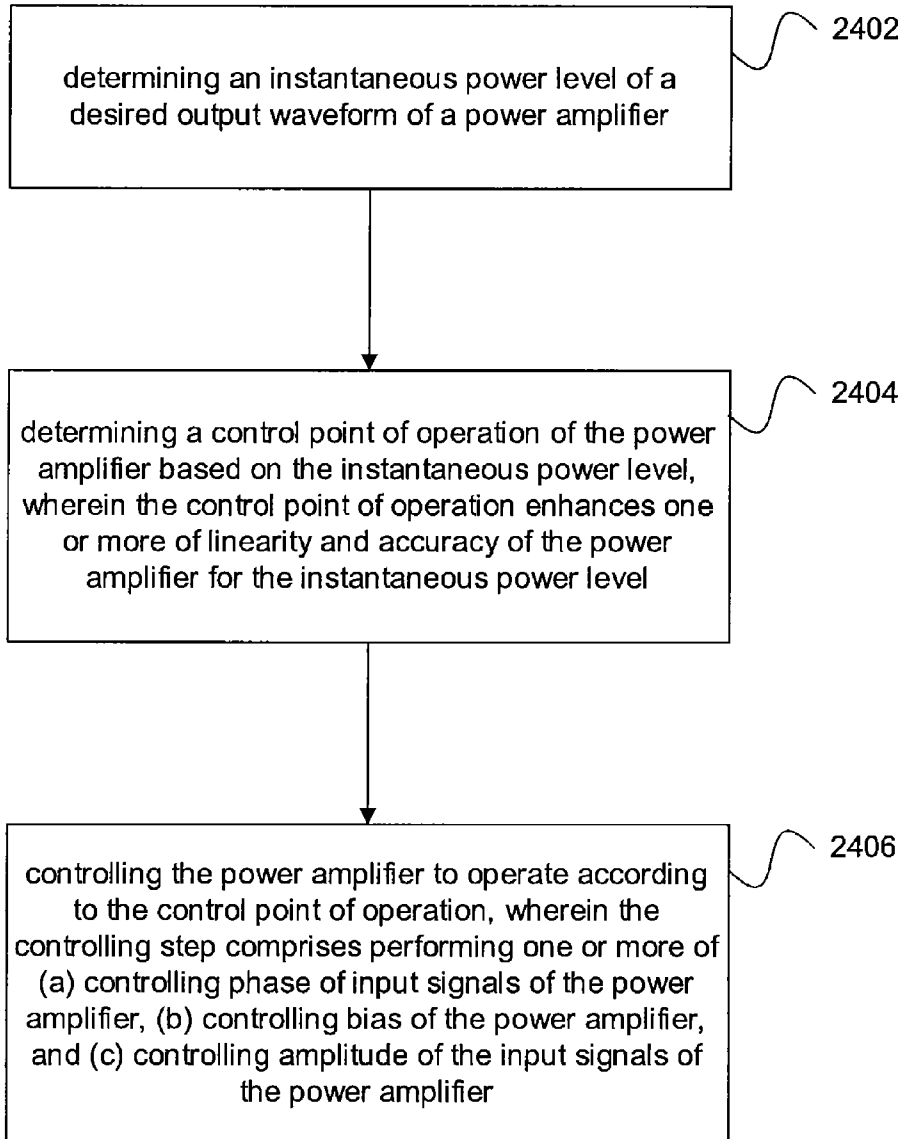 2402
determining an instantaneous power level of a
desired output waveform of a power amplifier
2404
determining a control point of operation of the power
amplifier based on the instantaneous power level,
wherein the control point of operation enhances one
or more of linearity and accuracy of the power
amplifier for the instantaneous power level
2406
controlling the power amplifier to operate according
to the control point of operation, wherein the
controlling step comprises performing one or more of
(a) controlling phase of input signals of the power
amplifier, (b) controlling bias of the power amplifier,
and (c) controlling amplitude of the input signals of
the power amplifier